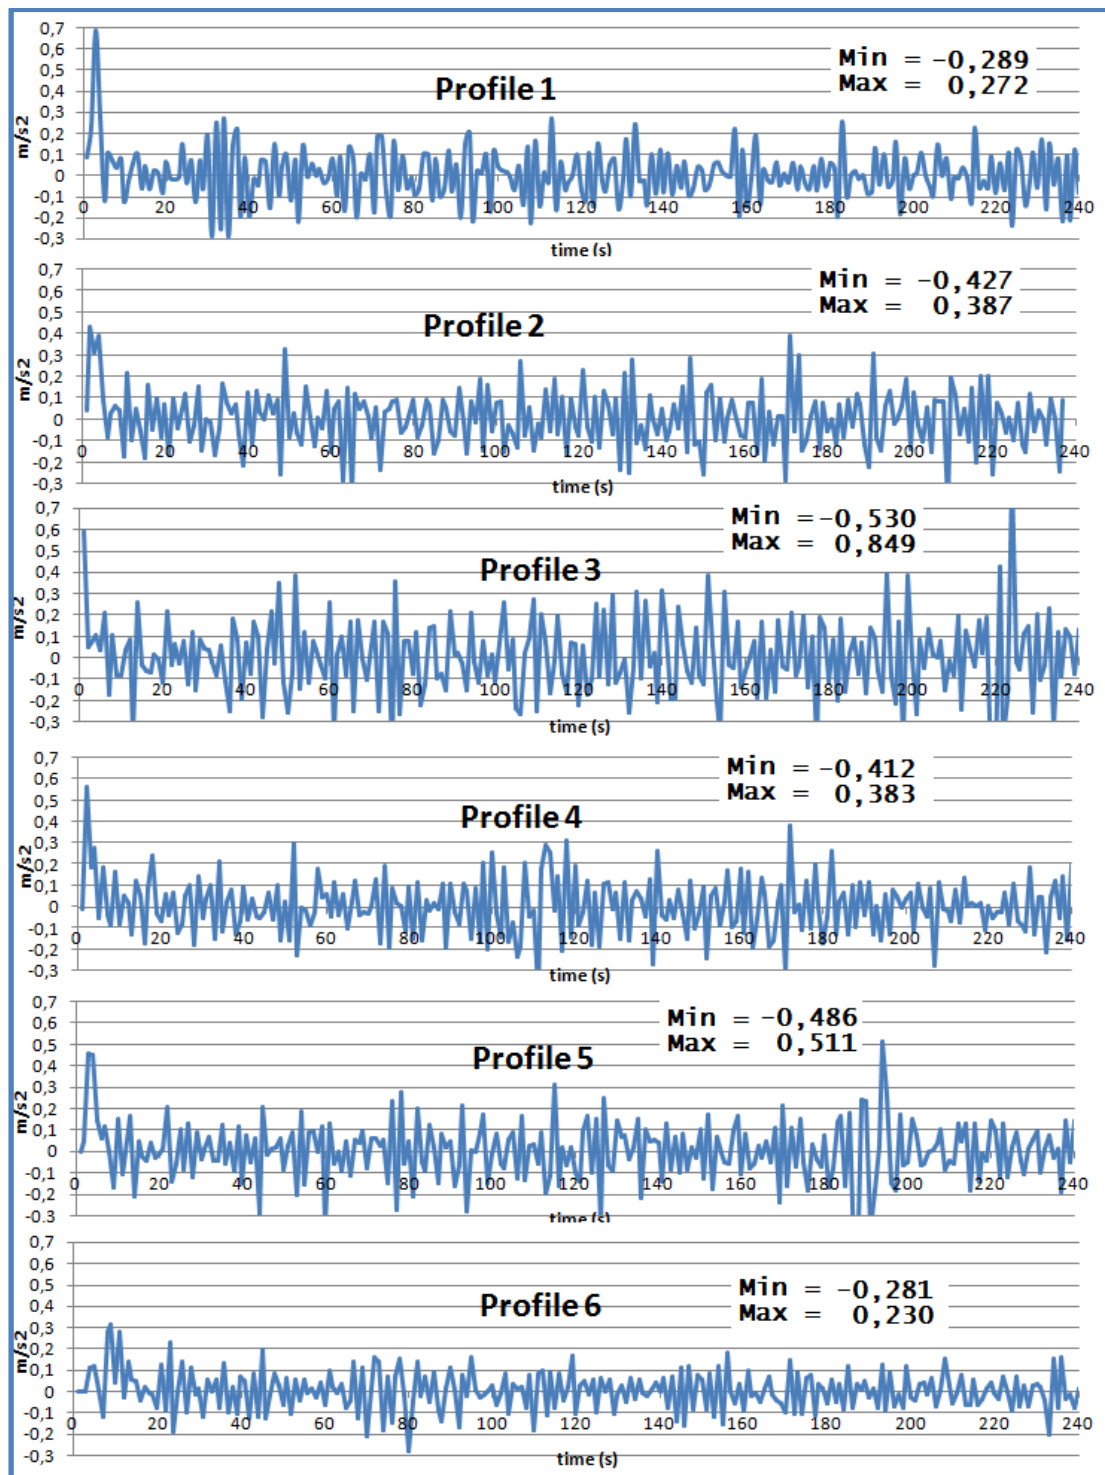 0,7
0,6
0,5
0,4
0,3
0,2
0,1
0
-0,1
-0,2
-0,3
m/s2
Profile 1
Min = -0,289
Max = 0,272
0 20 40 60 80 100 120 140 160 180 200 220 240
time (s)
0,7
0,6
0,5
0,4
0,3
0,2
0,1
0
-0,1
-0,2
-0,3
m/s2
Profile 2
Min = -0,427
Max = 0,387
0 20 40 60 80 100 120 140 160 180 200 220 240
time (s)
0,7
0,6
0,5
0,4
0,3
0,2
0,1
0
-0,1
-0,2
-0,3
m/s2
Profile 3
Min =-0,530
Max = 0,849
0 20 40 60 80 100 120 140 160 180 200 220 240
time (s)
0,7
0,6
0,5
0,4
0,3
0,2
0,1
0
-0,1
-0,2
-0,3
m/s2
Profile 4
Min =-0,412
Max = 0,383
0 20 40 60 80 100 120 140 160 180 200 220 240
time (s)
0,7
0,6
0,5
0,4
0,3
0,2
0,1
0
-0,1
-0,2
-0.3
m/s2
Profile 5
Min =-0,486
Max = 0,511
0 20 40 60 80 100 120 140 160 180 200 220 240
time (s)
0,7
0,6
0,5
0,4
0,3
0,2
0,1
0
-0,1
-0,2
-0,3
m/s2
Profile 6
Min =-0,281
Max = 0,230
0 20 40 60 80 100 120 140 160 180 200 220 240
time (s)